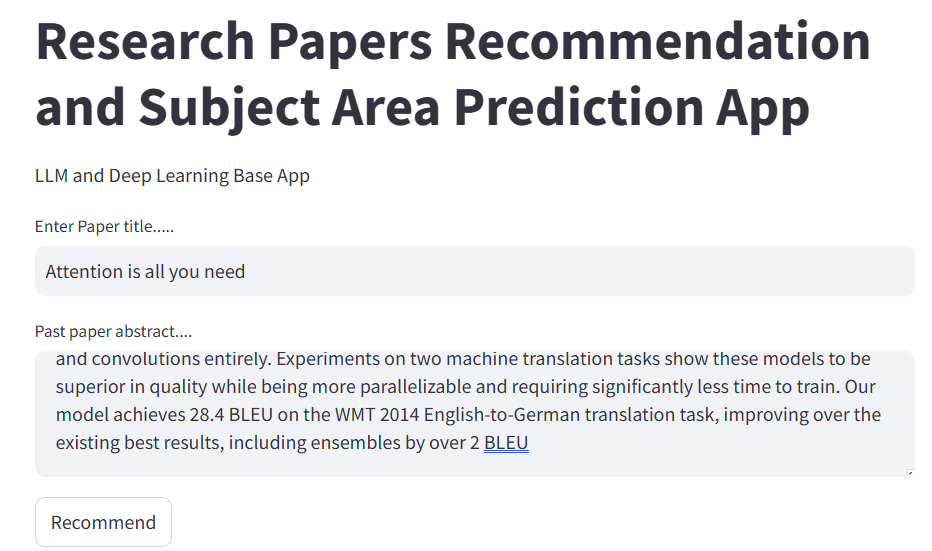 Research Papers Recommendation
and Subject Area Prediction App
LLM and Deep Learning Base App
Enter Paper title.....
Attention is all you need
Past paper abstract....
and convolutions entirely. Experiments on two machine translation tasks show these models to be
superior in quality while being more parallelizable and requiring significantly less time to train. Our
model achieves 28.4 BLEU on the WMT 2014 English-to-German translation task, improving over the
existing best results, including ensembles by over 2 BLEU
Recommend